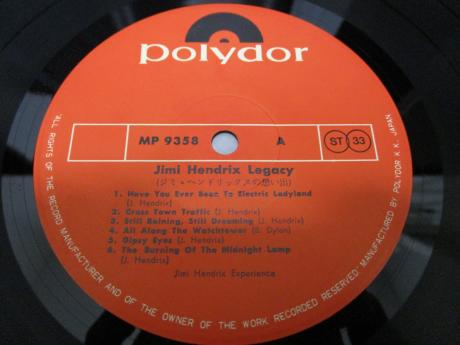 polydor
MP 9358 A ST 33
Jimi Hendrix Legacy
(ジミ・ヘンドリックスの想い出)
1. Have You Ever Been To Electric Ladyland
(J. Hendrix)
2. Cross Town Traffic (J. Hendrix)
3. Still Raining, Still Dreaming (J. Hendrix)
4. All Along The Watchtower (B. Dylan)
5. Gipsy Eyes (J. Hendrix)
6. The Burning Of The Midnight Lamp
(J. Hendrix)
Jimi Hendrix Experience
"ALL RIGHTS OF THE RECORD MANUFACTURER AND OF THE OWNER OF THE WORK RECORDED RESERVED" MANUFACTURED BY POLYDOR K.K. JAPAN